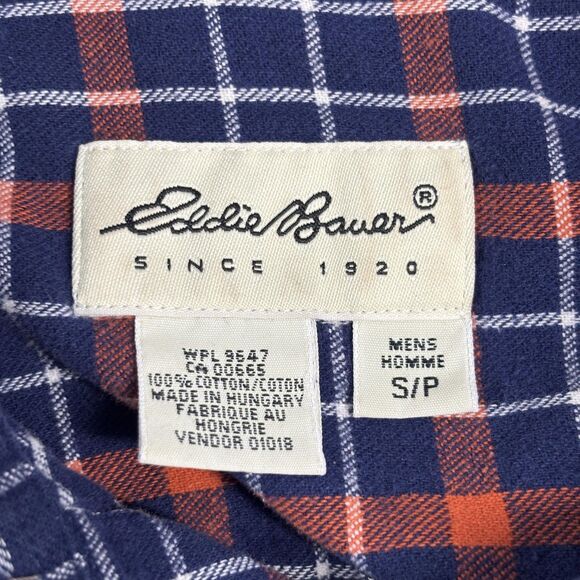 Eddie Bauer®
SINCE 1920
WPL 9647
CA 00665
100% COTTON/COTON
MADE IN HUNGARY
FABRIQUE AU
HONGRIE
VENDOR 01018
MENS
HOMME
S/P